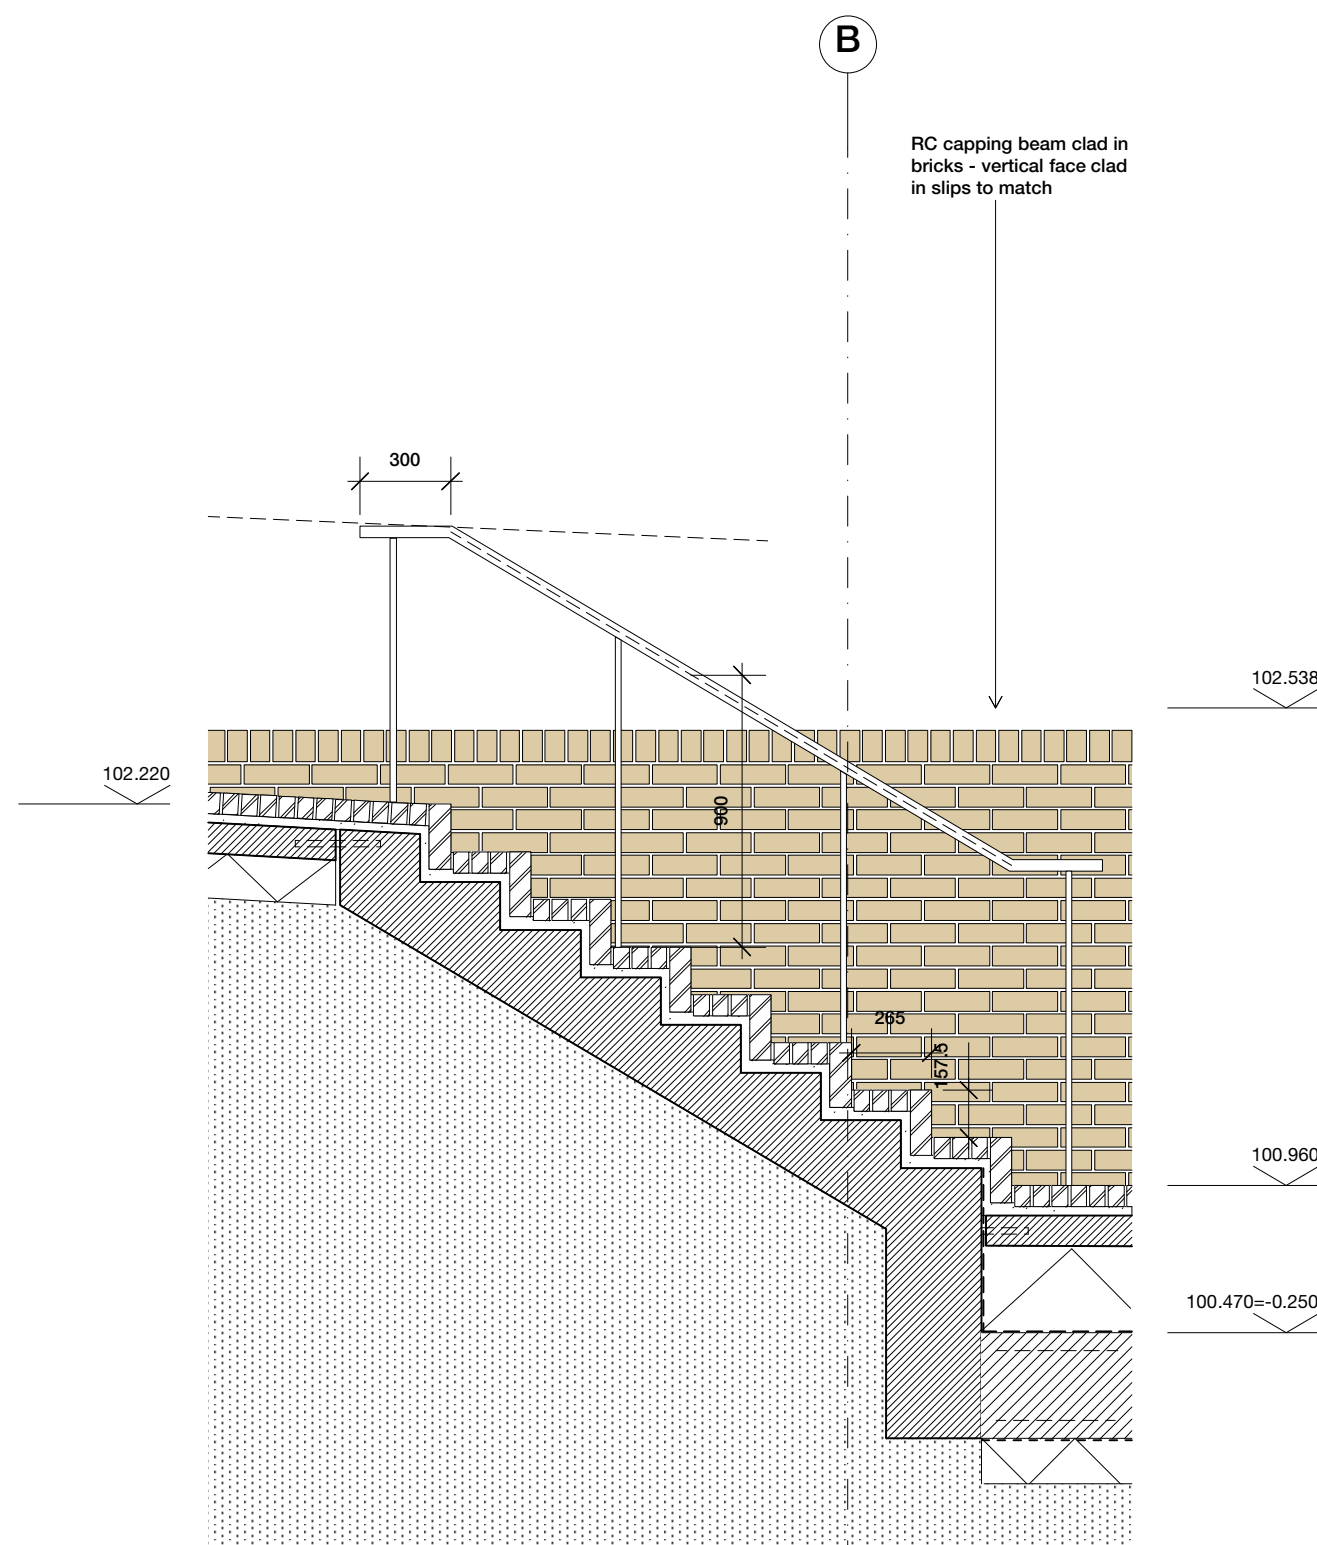 B
RC capping beam clad in
bricks - vertical face clad
in slips to match
300
102.538
102.220
900
265
157.5
100.960
100.470=-0.250